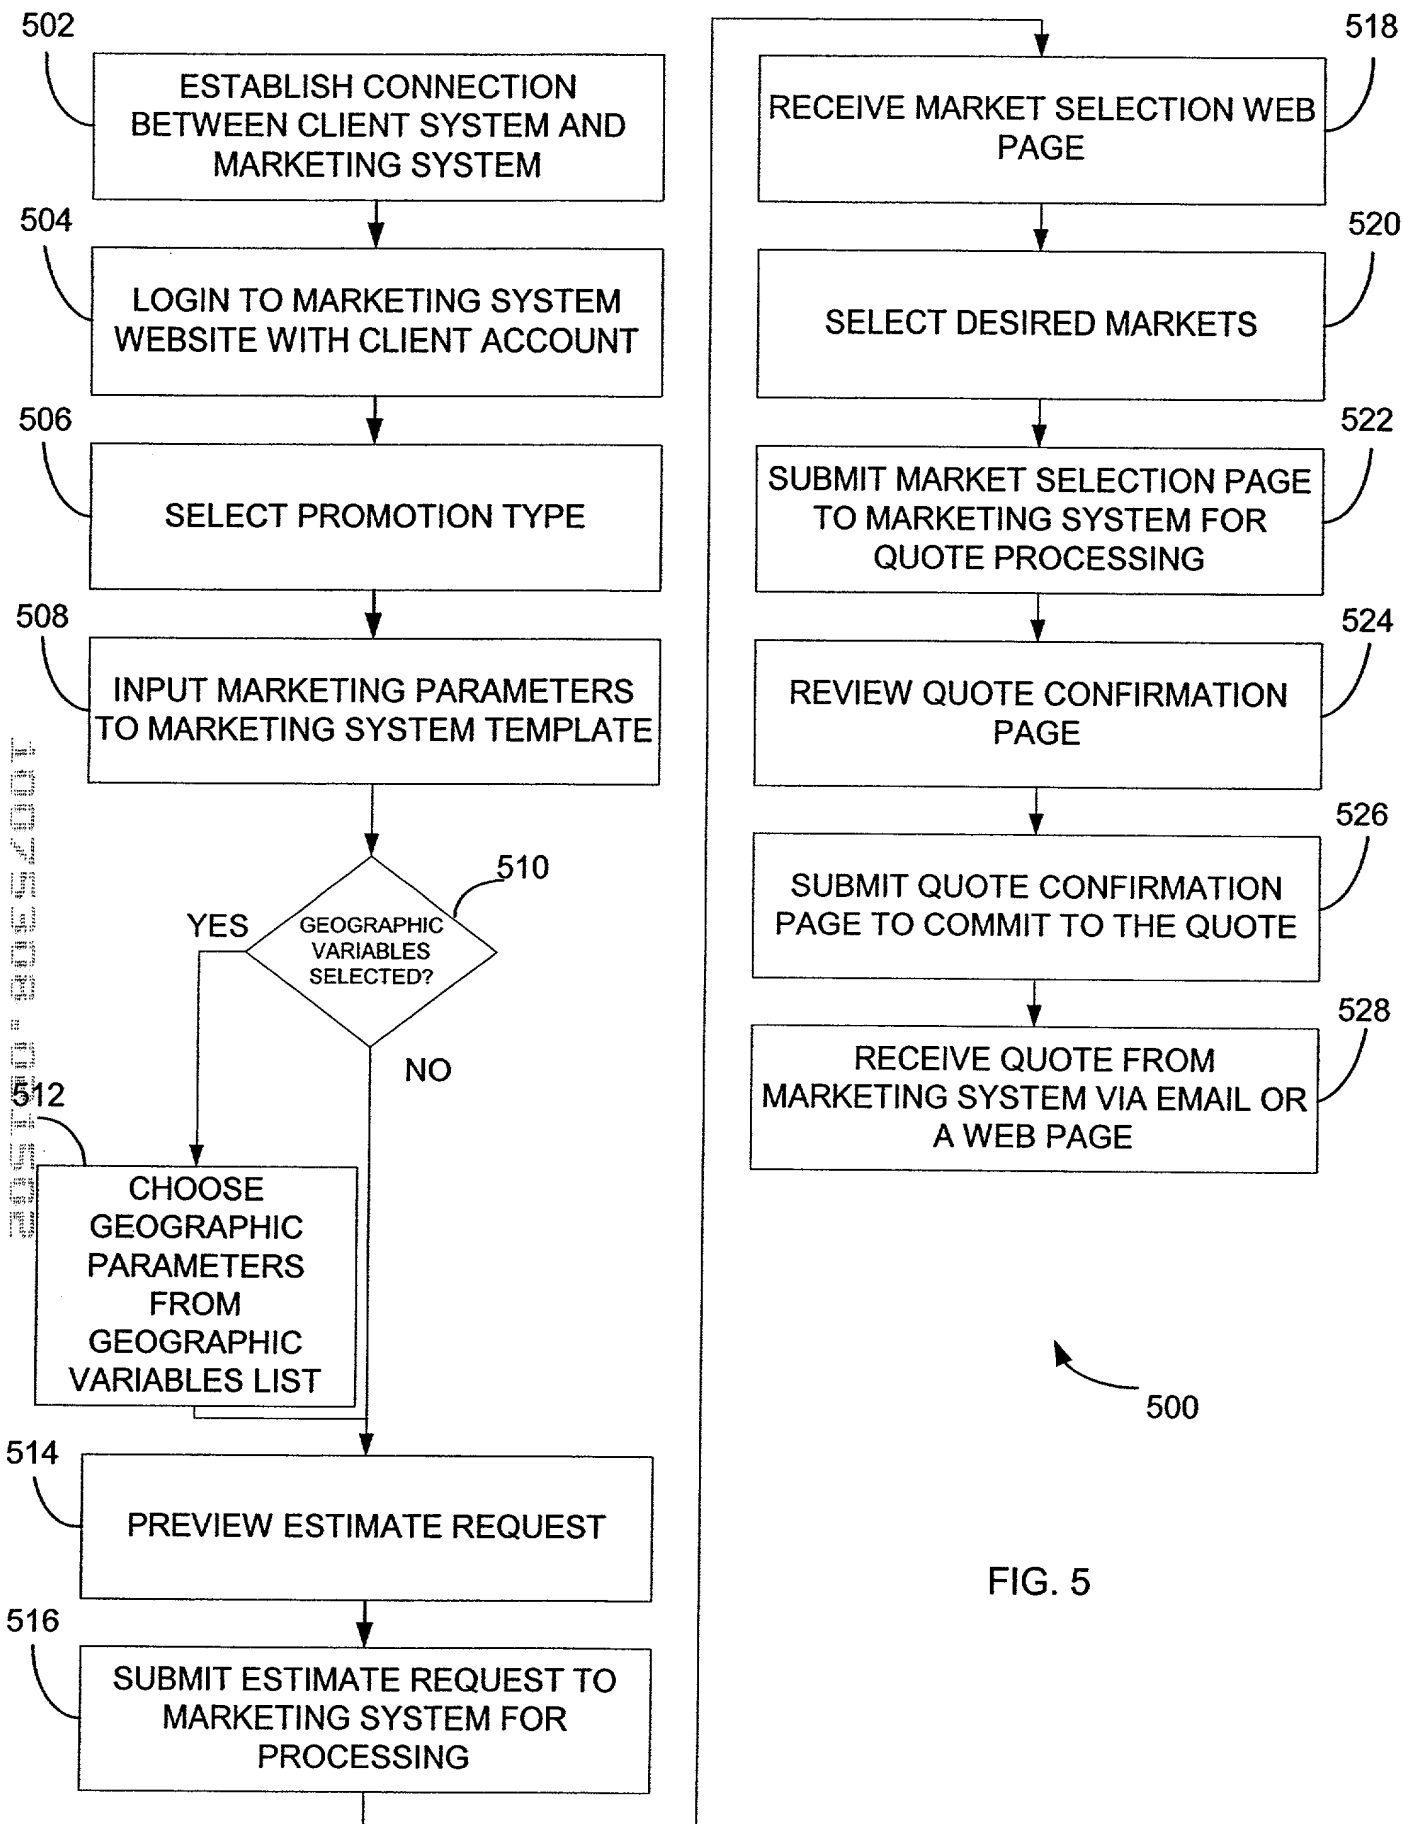 502
ESTABLISH CONNECTION
BETWEEN CLIENT SYSTEM AND
MARKETING SYSTEM
504
LOGIN TO MARKETING SYSTEM
WEBSITE WITH CLIENT ACCOUNT
506
SELECT PROMOTION TYPE
508
INPUT MARKETING PARAMETERS
TO MARKETING SYSTEM TEMPLATE
510
GEOGRAPHIC
VARIABLES
SELECTED?
YES
NO
512
CHOOSE
GEOGRAPHIC
PARAMETERS
FROM
GEOGRAPHIC
VARIABLES LIST
514
PREVIEW ESTIMATE REQUEST
516
SUBMIT ESTIMATE REQUEST TO
MARKETING SYSTEM FOR
PROCESSING
518
RECEIVE MARKET SELECTION WEB
PAGE
520
SELECT DESIRED MARKETS
522
SUBMIT MARKET SELECTION PAGE
TO MARKETING SYSTEM FOR
QUOTE PROCESSING
524
REVIEW QUOTE CONFIRMATION
PAGE
526
SUBMIT QUOTE CONFIRMATION
PAGE TO COMMIT TO THE QUOTE
528
RECEIVE QUOTE FROM
MARKETING SYSTEM VIA EMAIL OR
A WEB PAGE
500
FIG. 5